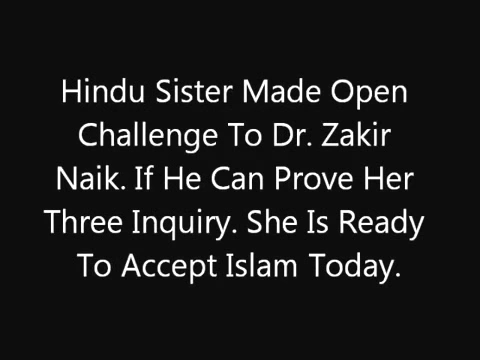 Hindu Sister Made Open
Challenge To Dr. Zakir
Naik. If He Can Prove Her
Three Inquiry. She Is Ready
To Accept Islam Today.